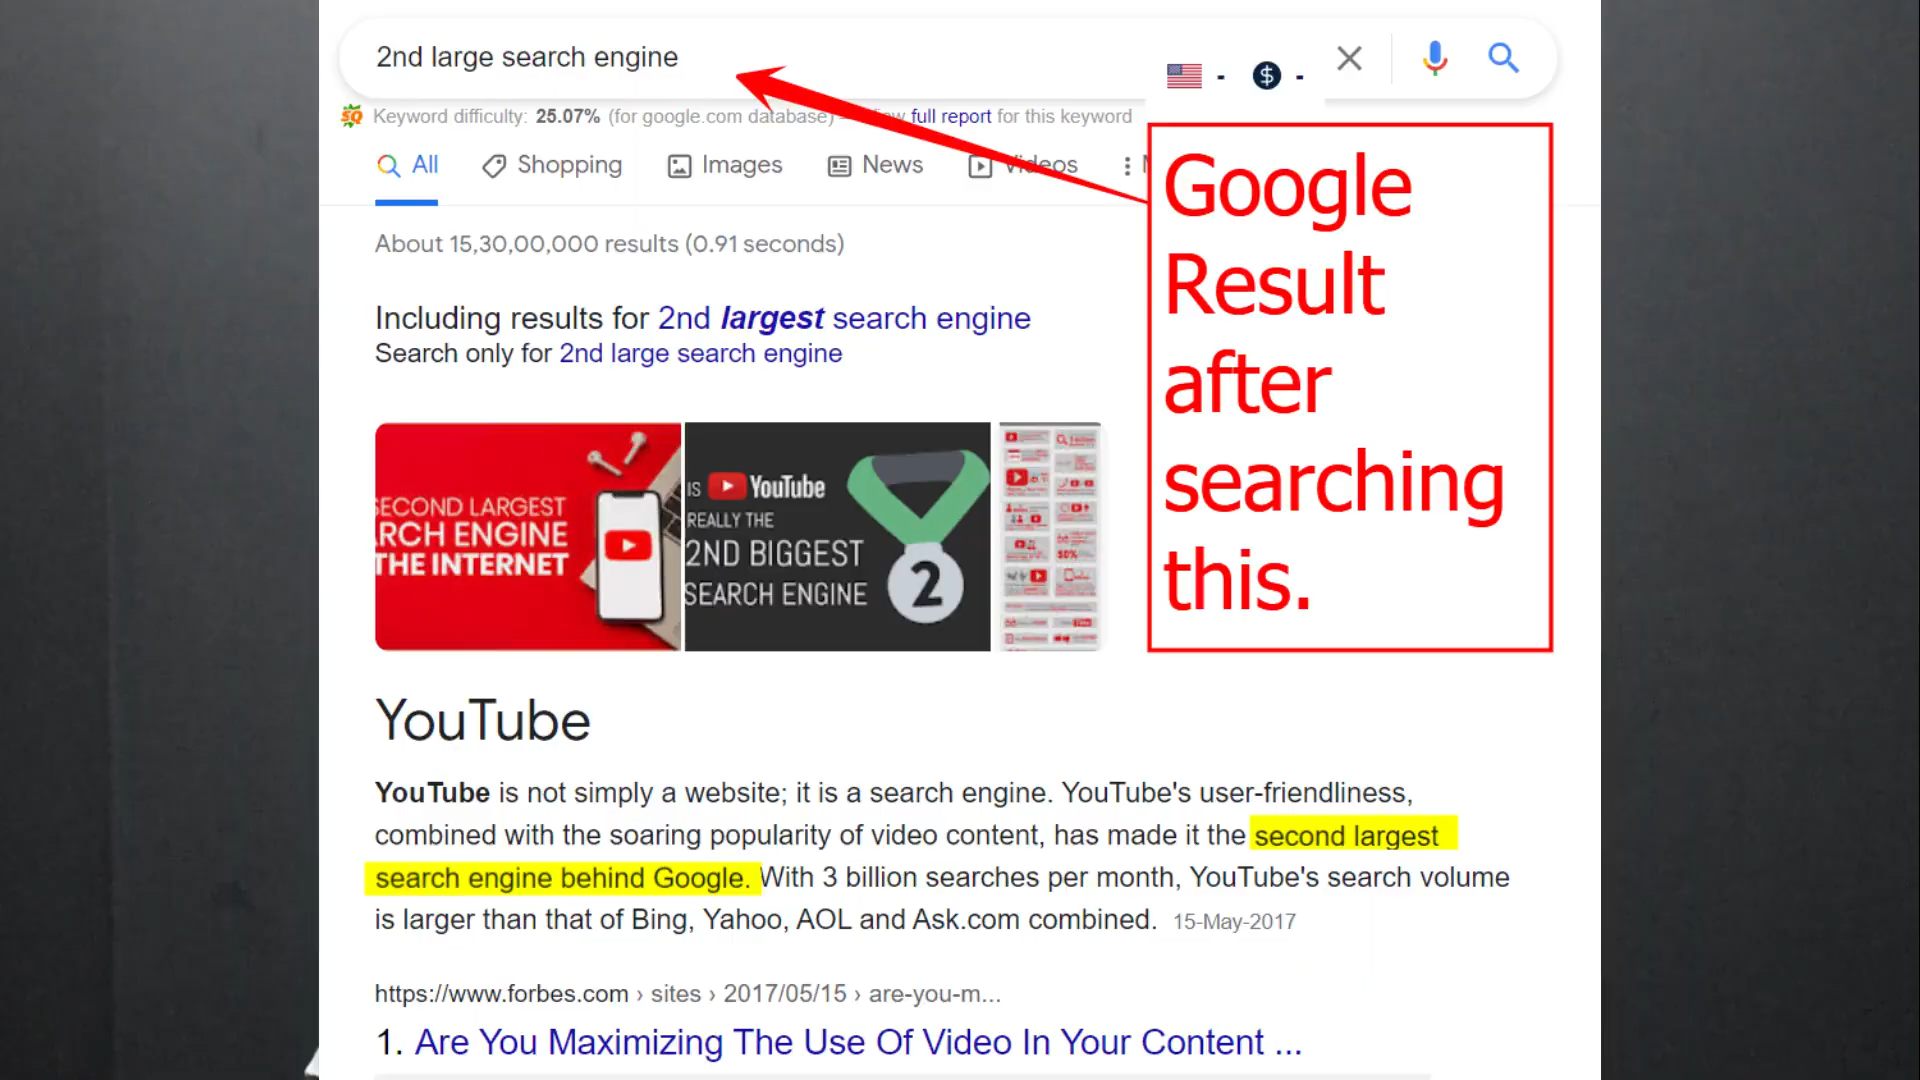 2nd large search engine
- $ -
SQ Keyword difficulty: 25.07% (for google.com database) - full report for this keyword
All Shopping Images News Videos
About 15,30,00,000 results (0.91 seconds)
Including results for 2nd largest search engine
Search only for 2nd large search engine
Google
Result
after
searching
this.
SECOND LARGEST
ARCH ENGINE
THE INTERNET
IS YouTube
REALLY THE
2ND BIGGEST
SEARCH ENGINE
2
50%
YouTube
YouTube is not simply a website; it is a search engine. YouTube's user-friendliness,
combined with the soaring popularity of video content, has made it the second largest
search engine behind Google. With 3 billion searches per month, YouTube's search volume
is larger than that of Bing, Yahoo, AOL and Ask.com combined. 15-May-2017
https://www.forbes.com › sites › 2017/05/15 › are-you-m...
1. Are You Maximizing The Use Of Video In Your Content ...